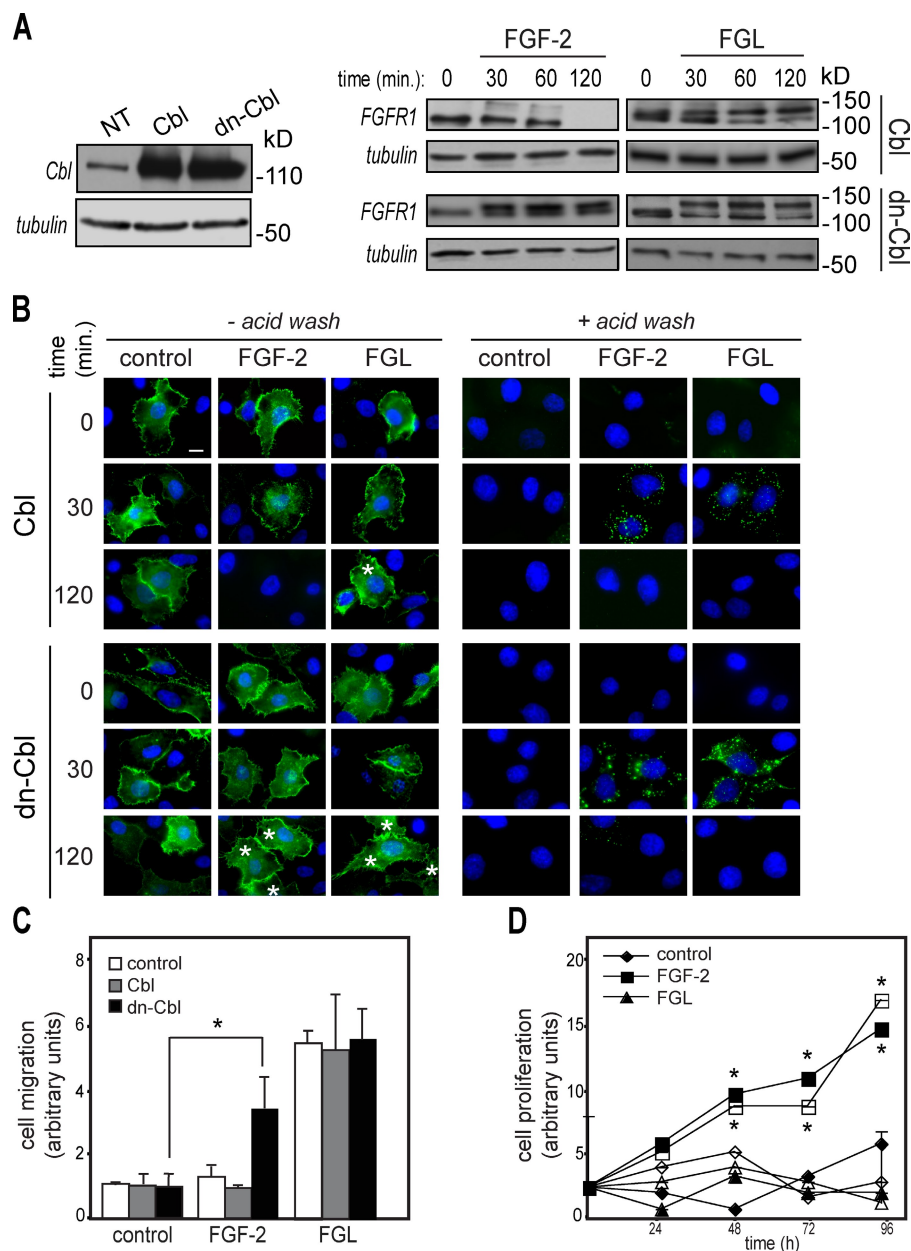 A
NT Cbl dn-Cbl
kD
Cbl
-110
tubulin
-50
FGF-2 FGL
time (min.): 0 30 60 120 0 30 60 120 kD
FGFR1
-150
-100
tubulin
-50
Cbl
FGFR1
-150
-100
tubulin
-50
dn-Cbl
B
- acid wash + acid wash
time (min.)
control FGF-2 FGL control FGF-2 FGL
Cbl
0
30
120
*
dn-Cbl
0
30
120
* * *
* * *
C
cell migration (arbitrary units)
8
6
4
2
0
control
Cbl
dn-Cbl
*
control FGF-2 FGL
D
cell proliferation (arbitrary units)
20
15
10
5
0
control
FGF-2
FGL
* * *
* * *
24 48 72 96
time (h)